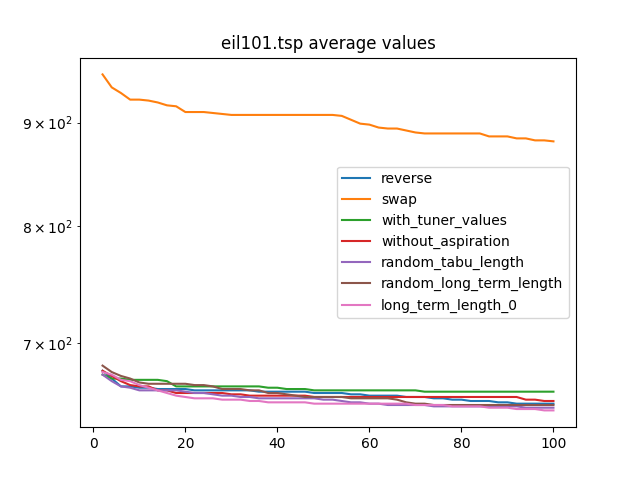 eil101.tsp average values
9 × 10²
8 × 10²
7 × 10²
reverse
swap
with_tuner_values
without_aspiration
random_tabu_length
random_long_term_length
long_term_length_0
0 20 40 60 80 100